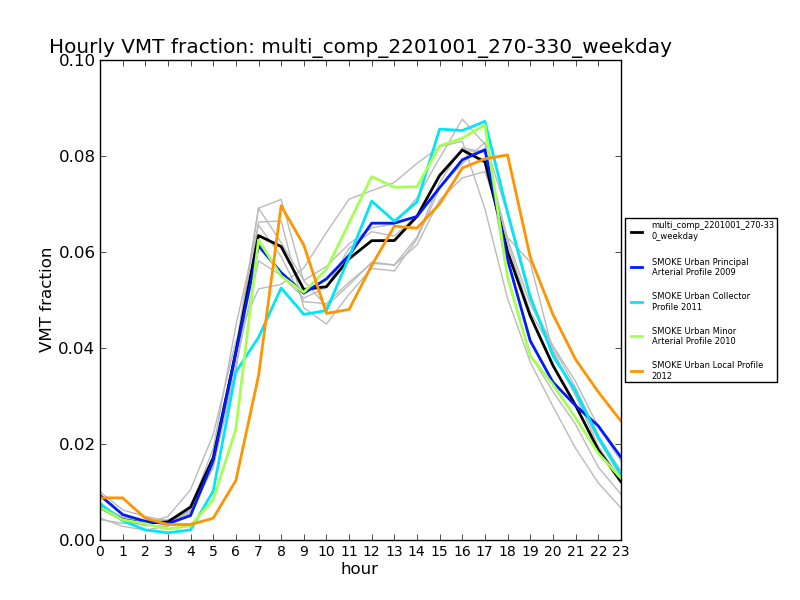 Hourly VMT fraction: multi_comp_2201001_270-330_weekday
0.10
0.08
0.06
0.04
0.02
0.00
VMT fraction
0 1 2 3 4 5 6 7 8 9 10 11 12 13 14 15 16 17 18 19 20 21 22 23
hour
multi_comp_2201001_270-33
0_weekday
SMOKE Urban Principal
Arterial Profile 2009
SMOKE Urban Collector
Profile 2011
SMOKE Urban Minor
Arterial Profile 2010
SMOKE Urban Local Profile
2012